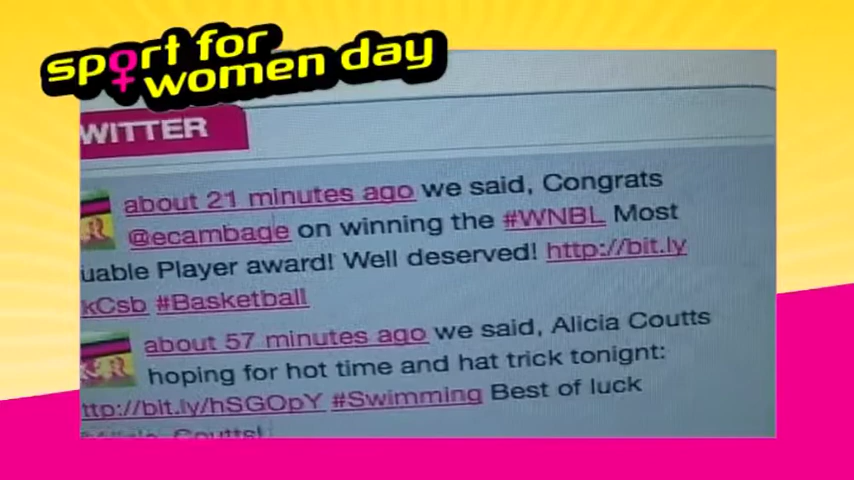 sport for
women day
WITTER
about 21 minutes ago we said, Congrats
@ecambage on winning the #WNBL Most
uable Player award! Well deserved! http://bit.ly
kCsb #Basketball
about 57 minutes ago we said, Alicia Coutts
hoping for hot time and hat trick tonight:
ttp://bit.ly/hSGOpY #Swimming Best of luck
Coutts!